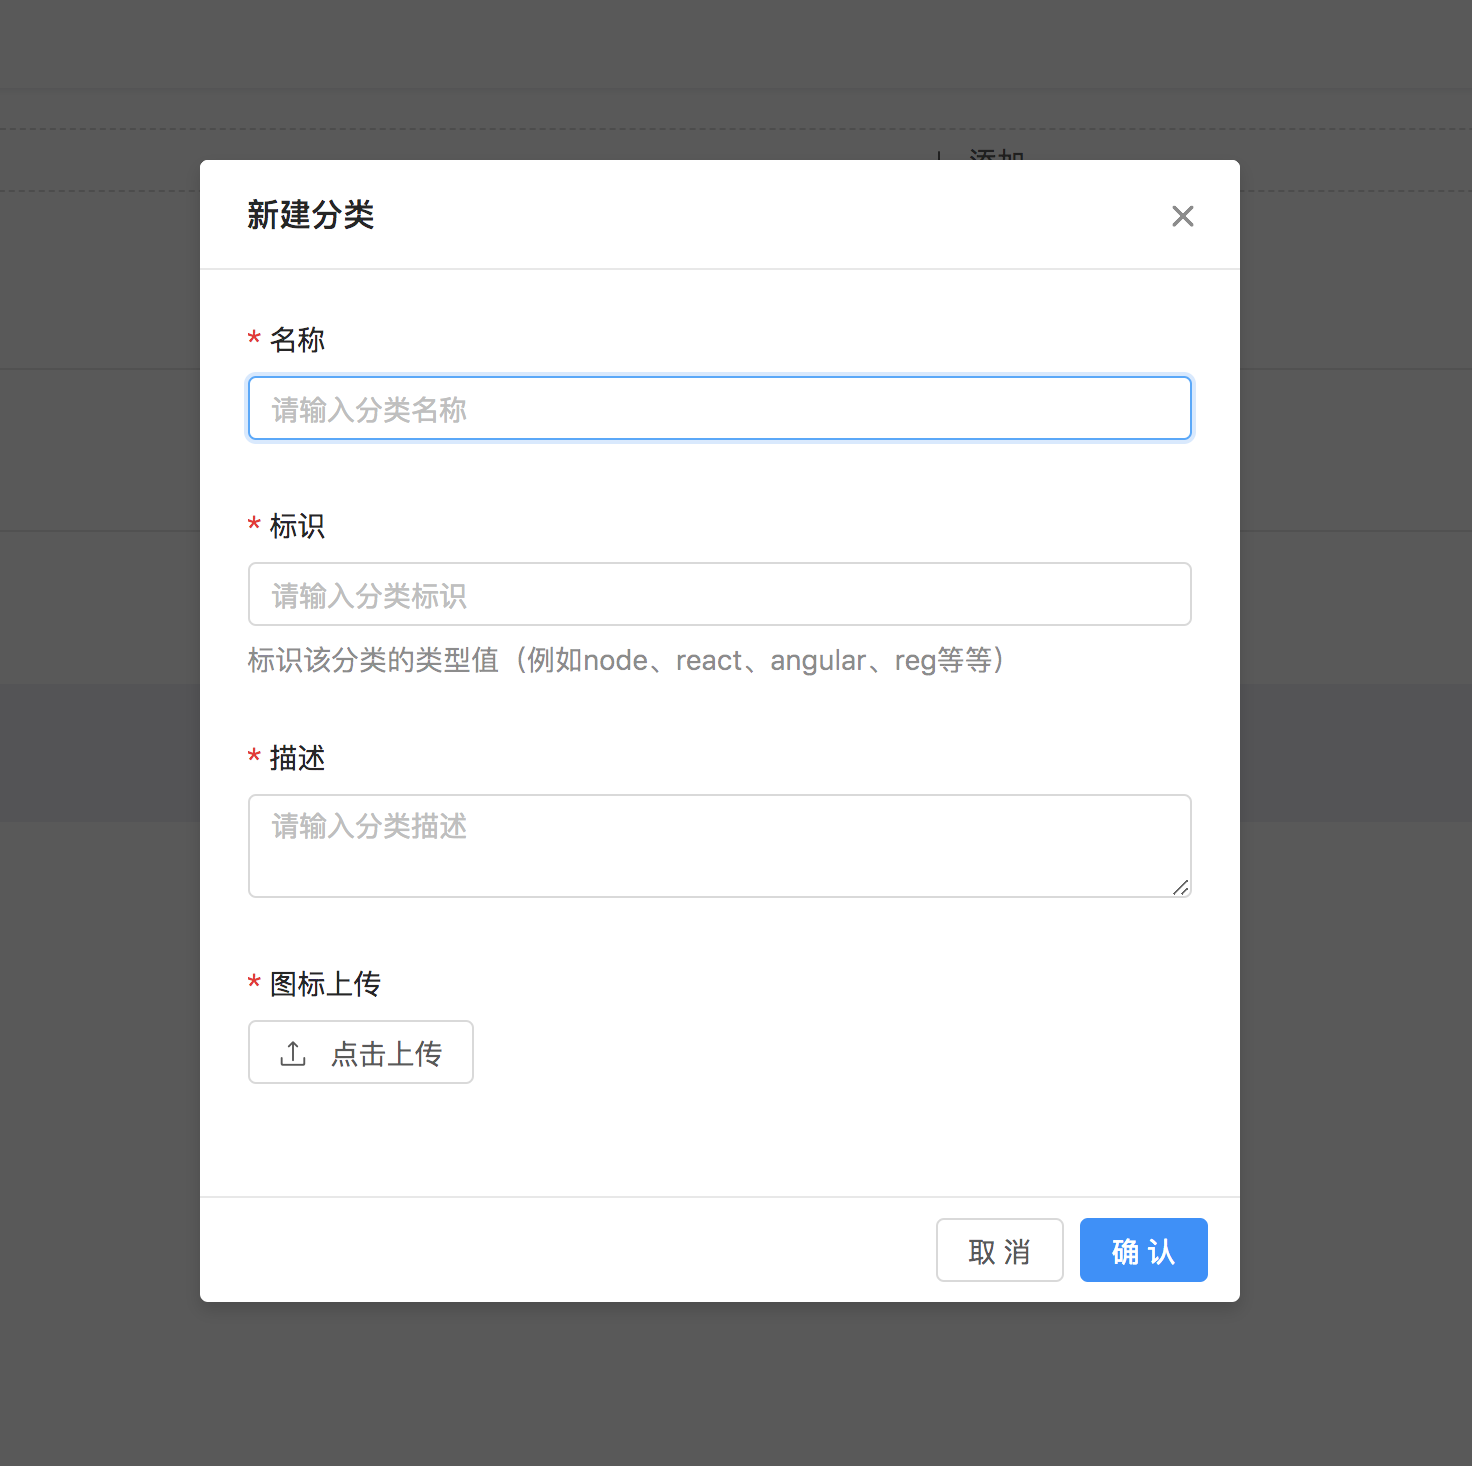 添加
新建分类
* 名称
请输入分类名称
* 标识
请输入分类标识
标识该分类的类型值（例如node、react、angular、reg等等）
* 描述
请输入分类描述
* 图标上传
点击上传
取 消
确 认